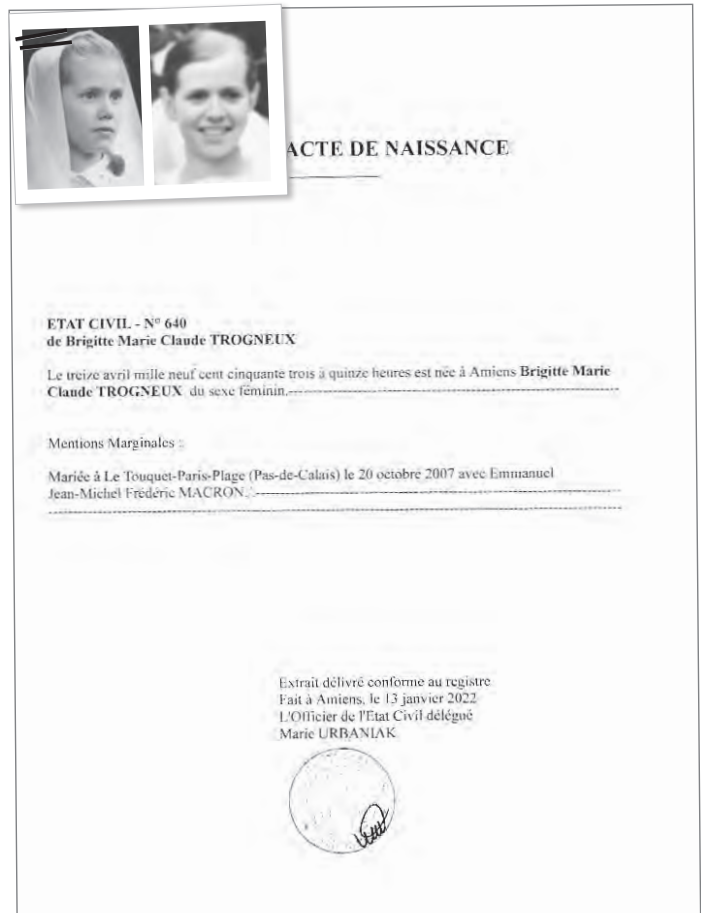 ACTE DE NAISSANCE
ETAT CIVIL - N° 640
de Brigitte Marie Claude TROGNEUX
Le treize avril mille neuf cent cinquante trois à quinze heures est née à Amiens Brigitte Marie
Claude TROGNEUX du sexe féminin.
Mentions Marginales :
Mariée à Le Touquet-Paris-Plage (Pas-de-Calais) le 20 octobre 2007 avec Emmanuel
Jean-Michel Frédéric MACRON.
Extrait délivré conforme au registre
Fait à Amiens, le 13 janvier 2022
L'Officier de l'Etat Civil délégué
Marie URBANIAK